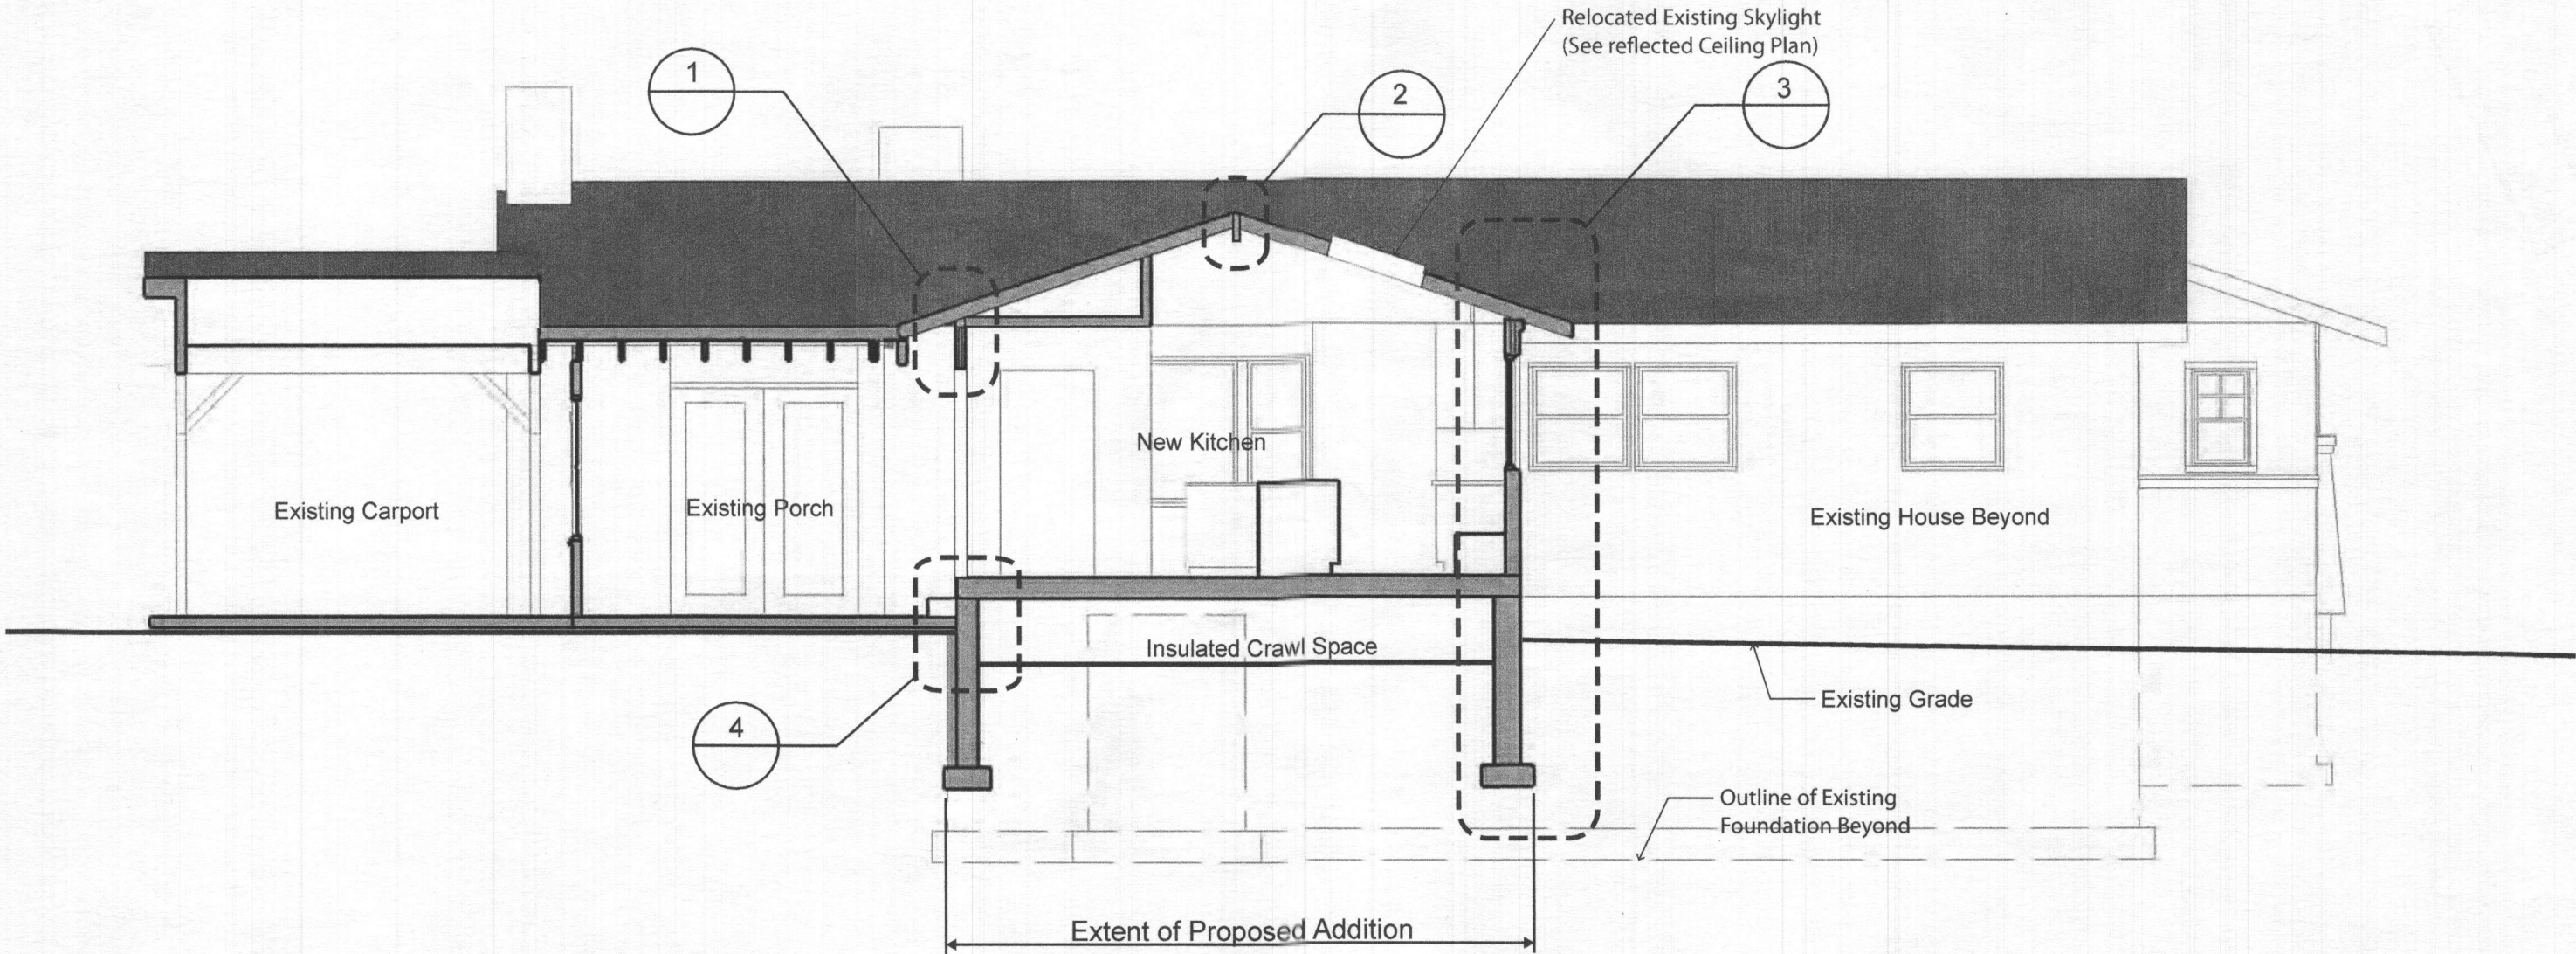 Relocated Existing Skylight
(See reflected Ceiling Plan)
1
2
3
New Kitchen
Existing Carport
Existing Porch
Existing House Beyond
Insulated Crawl Space
Existing Grade
4
Outline of Existing
Foundation Beyond
Extent of Proposed Addition